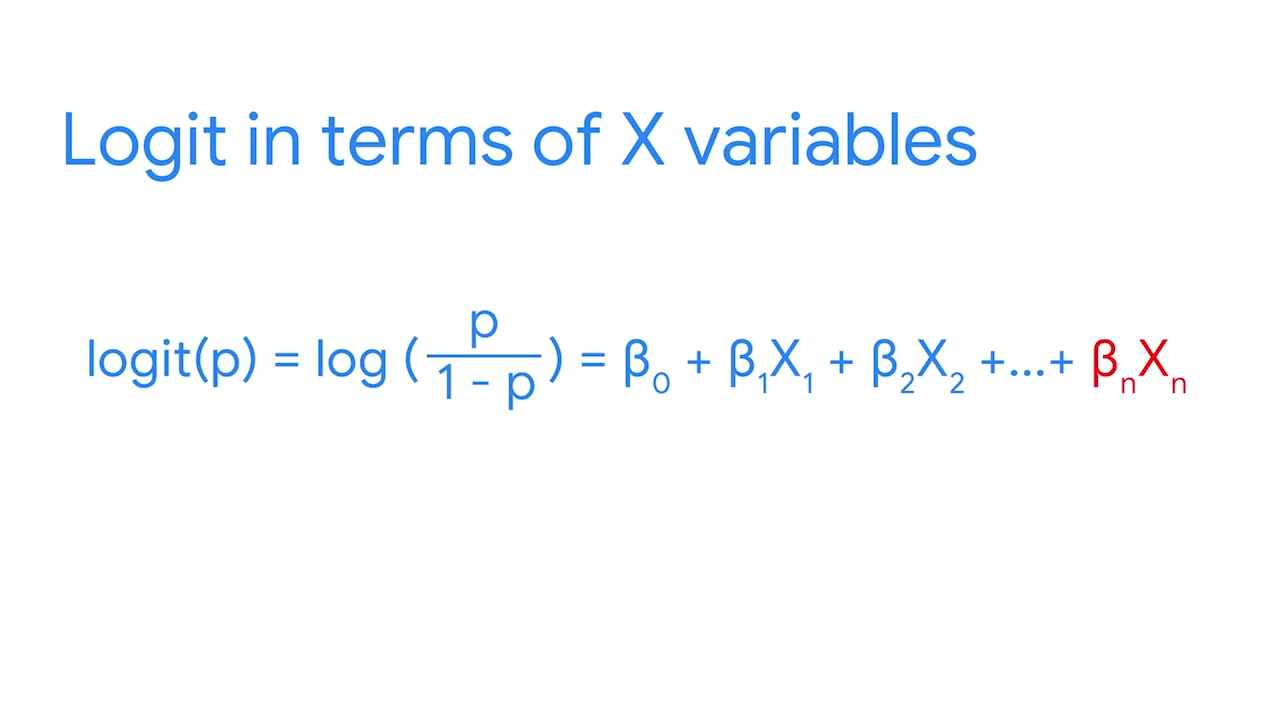 Logit in terms of X variables
logit(p) = log (p / 1 - p) = β₀ + β₁X₁ + β₂X₂ +...+ βₙXₙ